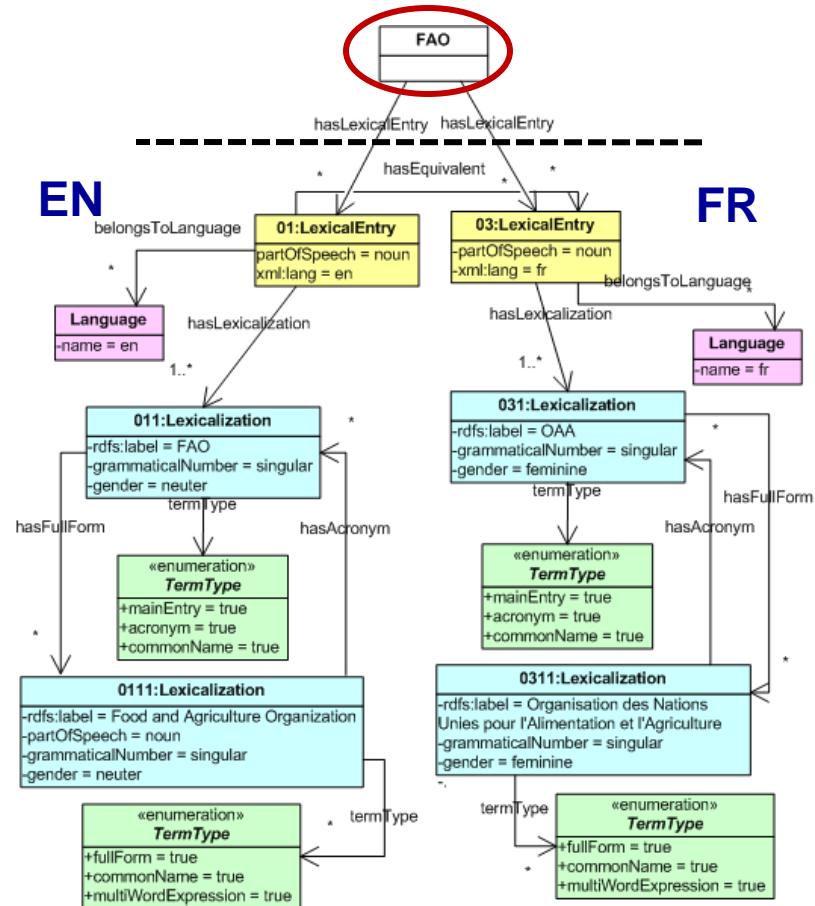 FAO
hasLexicalEntry hasLexicalEntry
hasEquivalent
* * *
EN
FR
belongsToLanguage
*
01:LexicalEntry
partOfSpeech = noun
xml:lang = en
03:LexicalEntry
-partOfSpeech = noun
-xml:lang = fr
belongsToLanguage
*
Language
-name = en
hasLexicalization
1..*
hasLexicalization
1..*
Language
-name = fr
011:Lexicalization
-rdfs:label = FAO
-grammaticalNumber = singular
-gender = neuter
*
031:Lexicalization
-rdfs:label = OAA
-grammaticalNumber = singular
-gender = feminine
*
termType
hasFullForm
hasAcronym
termType
hasFullForm
hasAcronym
«enumeration»
TermType
+mainEntry = true
+acronym = true
+commonName = true
*
«enumeration»
TermType
+mainEntry = true
+acronym = true
+commonName = true
*
0111:Lexicalization
-rdfs:label = Food and Agriculture Organization
-partOfSpeech = noun
-grammaticalNumber = singular
-gender = neuter
0311:Lexicalization
-rdfs:label = Organisation des Nations
Unies pour l'Alimentation et l'Agriculture
-grammaticalNumber = singular
-gender = feminine
-.
termType
*
«enumeration»
TermType
+fullForm = true
+commonName = true
+multiWordExpression = true
termType
*
«enumeration»
TermType
+fullForm = true
+commonName = true
+multiWordExpression = true